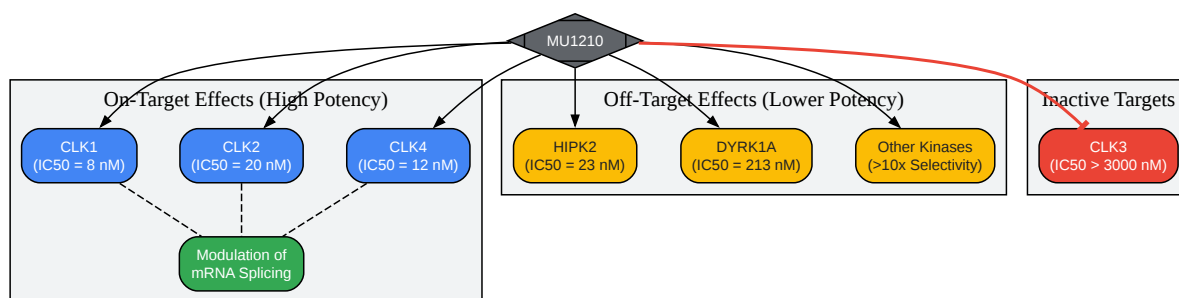 MU1210
On-Target Effects (High Potency)
Off-Target Effects (Lower Potency)
Inactive Targets
CLK1
(IC50 = 8 nM)
CLK2
(IC50 = 20 nM)
CLK4
(IC50 = 12 nM)
HIPK2
(IC50 = 23 nM)
DYRK1A
(IC50 = 213 nM)
Other Kinases
(>10x Selectivity)
CLK3
(IC50 > 3000 nM)
Modulation of
mRNA Splicing